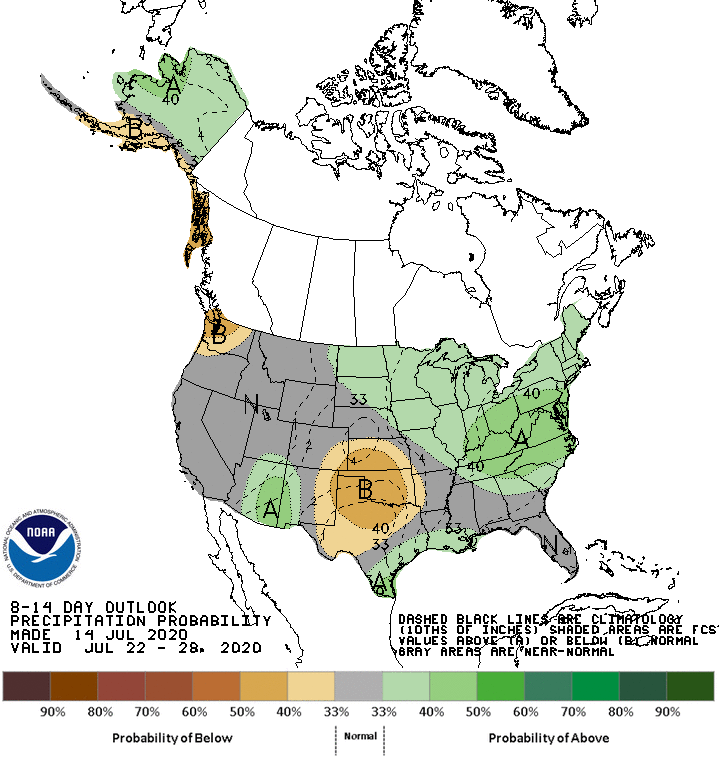 A
40
33
B
B
N
33
40
A
40
A
B
40
33
33
N
A
NATIONAL OCEANIC AND ATMOSPHERIC ADMINISTRATION
NOAA
U.S. DEPARTMENT OF COMMERCE
8-14 DAY OUTLOOK
PRECIPITATION PROBABILITY
MADE 14 JUL 2020
VALID JUL 22 - 28, 2020
DASHED BLACK LINES ARE CLIMATOLOGY
(10THS OF INCHES) SHADED AREAS ARE FCST
VALUES ABOVE (A) OR BELOW (B) NORMAL
GRAY AREAS ARE NEAR-NORMAL
90% 80% 70% 60% 50% 40% 33% 33% 40% 50% 60% 70% 80% 90%
Probability of Below Normal Probability of Above